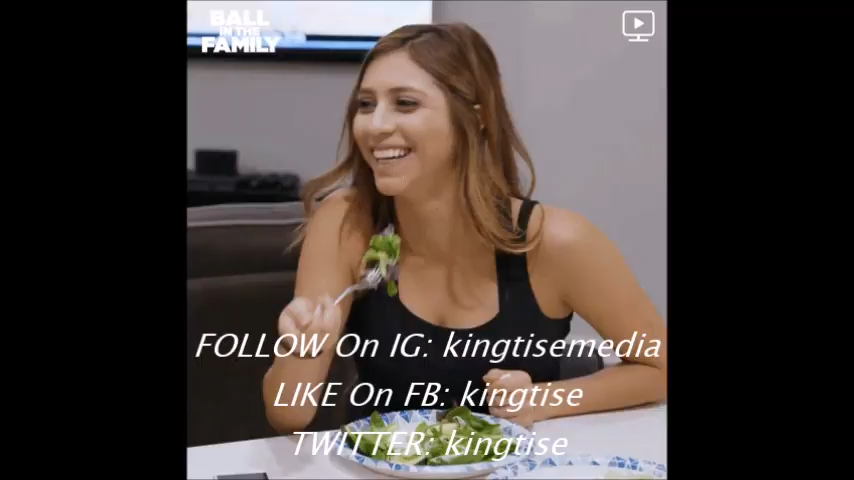 BALL
IN THE
FAMILY
FOLLOW On IG: kingtisemedia
LIKE On FB: kingtise
TWITTER: kingtise